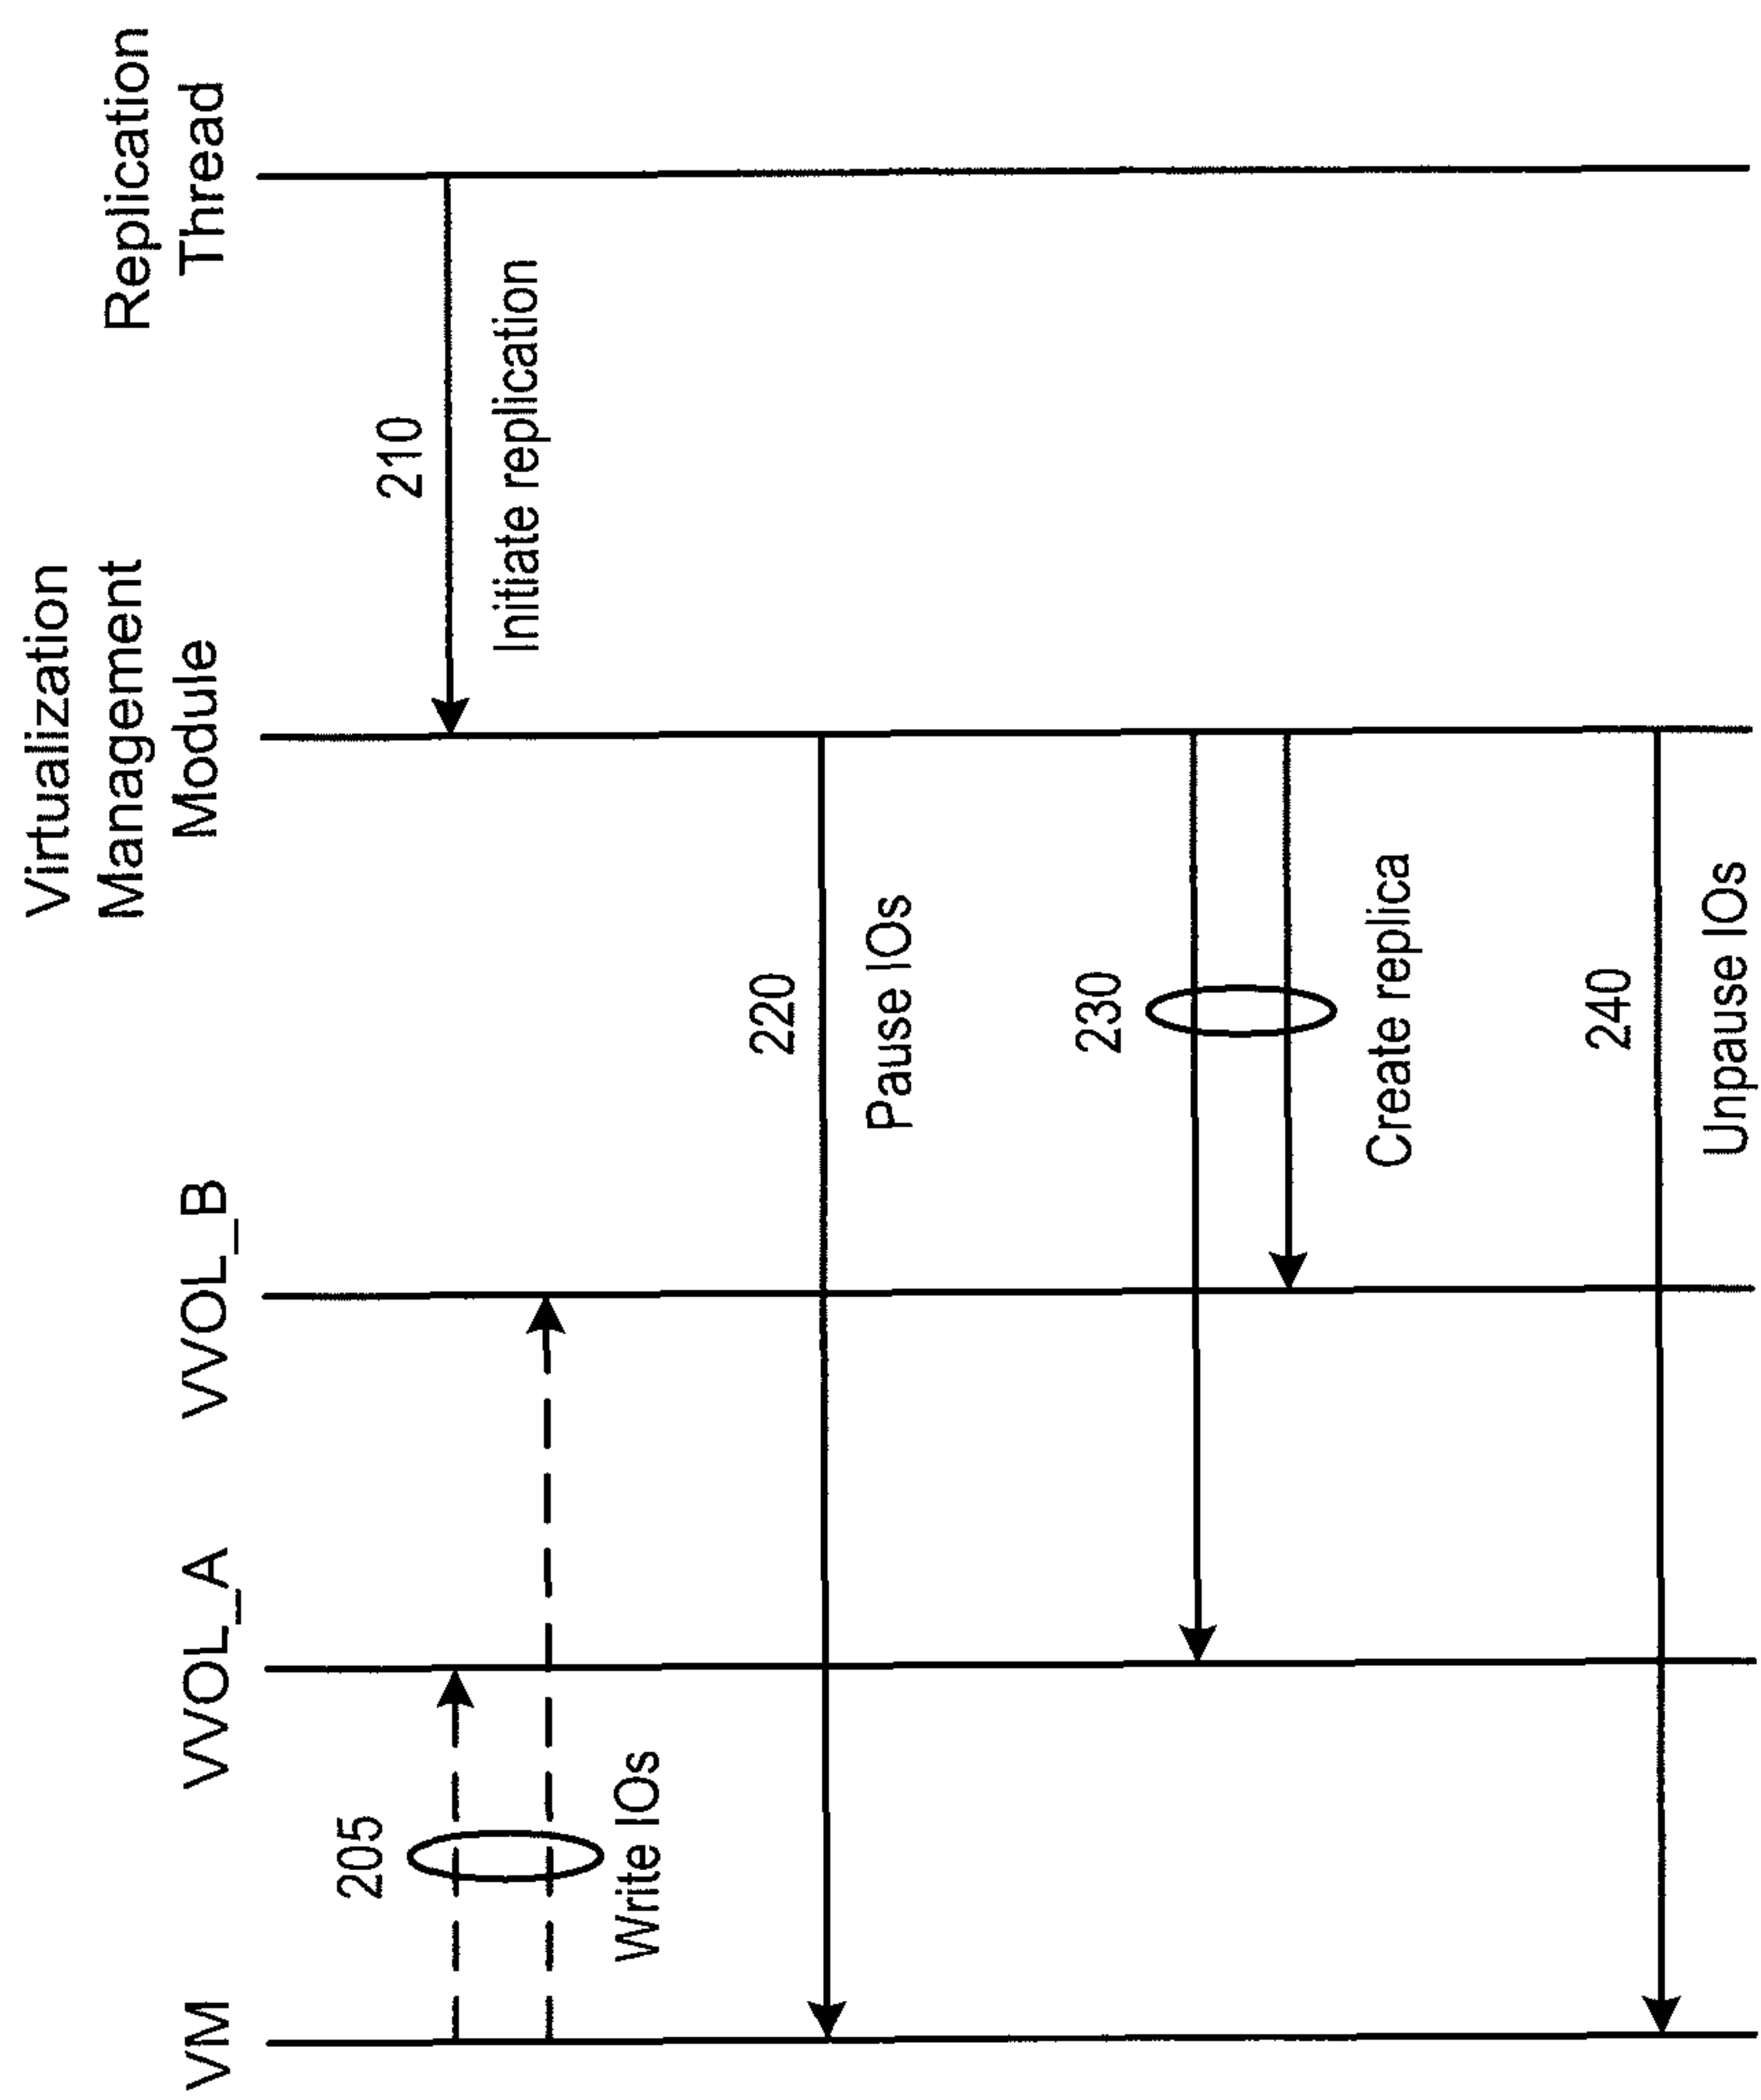 VM
VVOL_A
VVOL_B
Virtualization
Management
Module
Replication
Thread
205
Write IOs
210
Initiate replication
220
Pause IOs
230
Create replica
240
Unpause IOs